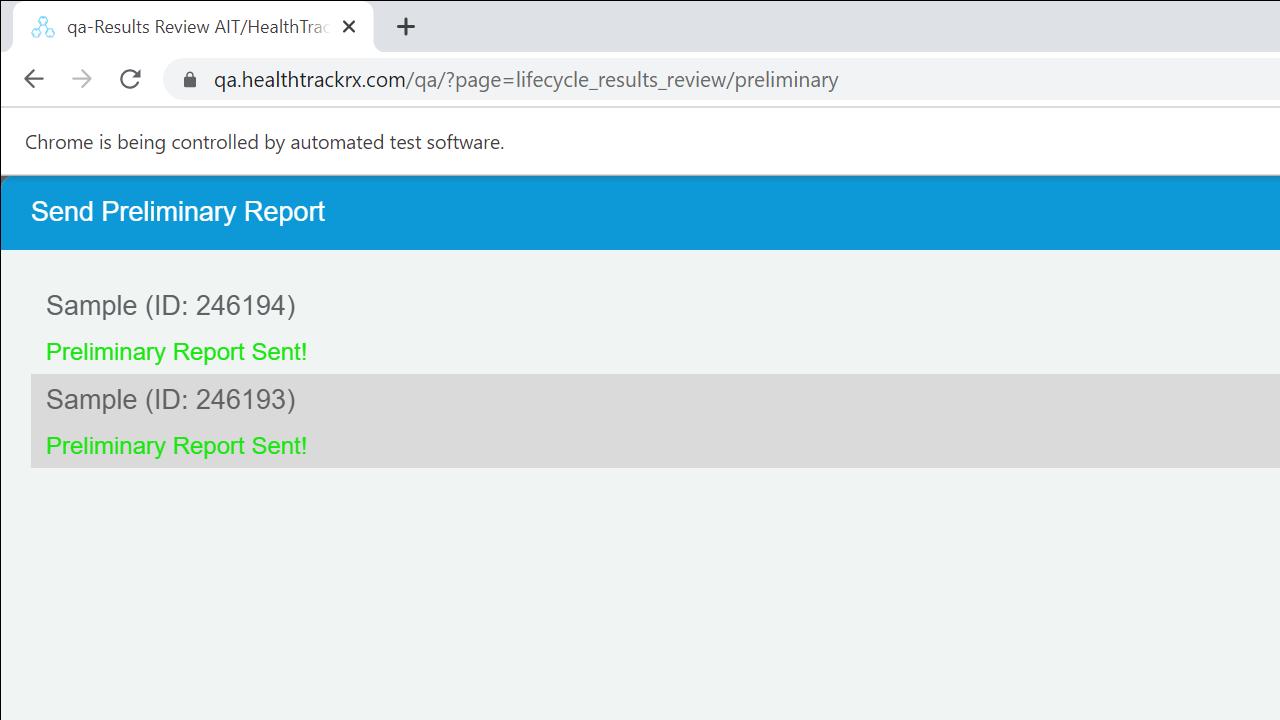 qa-Results Review AIT/HealthTrac
qa.healthtrackrx.com/qa/?page=lifecycle_results_review/preliminary
Chrome is being controlled by automated test software.
Send Preliminary Report
Sample (ID: 246194)
Preliminary Report Sent!
Sample (ID: 246193)
Preliminary Report Sent!